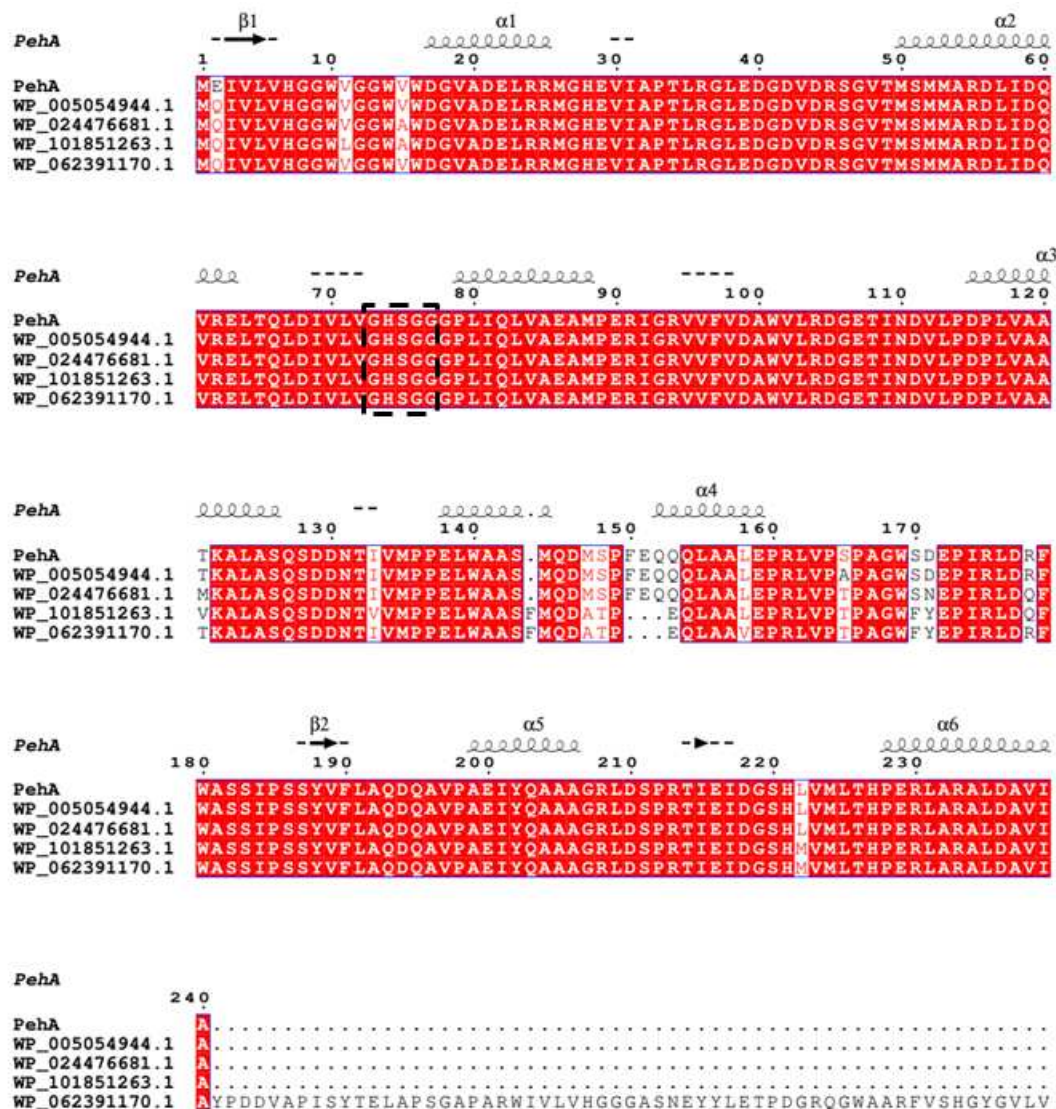 PehA β1 α1 α2
1 10 20 30 40 50 60
PehA MEIVLVHGGWVGGWVWDGVADELRRMGHEVIAPTLRGLEDGDVDRSGVTMSMMARDLIDQ
WP_005054944.1 MQIVLVHGGWVGGWVWDGVADELRRMGHEVIAPTLRGLEDGDVDRSGVTMSMMARDLIDQ
WP_024476681.1 MQIVLVHGGWVGGWAWDGVADELRRMGHEVIAPTLRGLEDGDVDRSGVTMSMMARDLIDQ
WP_101851263.1 MQIVLVHGGWLGGWAWDGVADELRRMGHEVIAPTLRGLEDGDVDRSGVTMSMMARDLIDQ
WP_062391170.1 MQIVLVHGGWVGGWVWDGVADELRRMGHEVIAPTLRGLEDGDVDRSGVTMSMMARDLIDQ
PehA α3
70 80 90 100 110 120
PehA VRELTQLDIVLVGHSGGGPLIQLVAEAMPERIGRVVFVDAWVLRDGETINDVLPDPLVAA
WP_005054944.1 VRELTQLDIVLVGHSGGGPLIQLVAEAMPERIGRVVFVDAWVLRDGETINDVLPDPLVAA
WP_024476681.1 VRELTQLDIVLVGHSGGGPLIQLVAEAMPERIGRVVFVDAWVLRDGETINDVLPDPLVAA
WP_101851263.1 VRELTQLDIVLVGHSGGGPLIQLVAEAMPERIGRVVFVDAWVLRDGETINDVLPDPLVAA
WP_062391170.1 VRELTQLDIVLVGHSGGGPLIQLVAEAMPERIGRVVFVDAWVLRDGETINDVLPDPLVAA
PehA α4
130 140 150 160 170
PehA TKALASQSDDNTIVMPPELWAAS.MQDMSPFEQQQLAALEPRLVPSPAGWSDEPIRLDRF
WP_005054944.1 TKALASQSDDNTIVMPPELWAAS.MQDMSPFEQQQLAALEPRLVPAPAGWSDEPIRLDRF
WP_024476681.1 MKALASQSDDNTIVMPPELWAAS.MQDMSPFEQQQLAALEPRLVPTPAGWSNEPIRLDQF
WP_101851263.1 VKALASQSDDNTVVMPPELWAASFMQDATP...EQLAALEPRLVPTPAGWFYEPIRLDQF
WP_062391170.1 TKALASQSDDNTIVMPPELWAASFMQDATP...EQLAAVEPRLVPTPAGWFYEPIRLDRF
PehA β2 α5 α6
180 190 200 210 220 230
PehA WASSIPSSYVFLAQDQAVPAEIYQAAAGRLDSPRTIEIDGSHLVMLTHPERLARALDAVI
WP_005054944.1 WASSIPSSYVFLAQDQAVPAEIYQAAAGRLDSPRTIEIDGSHLVMLTHPERLARALDAVI
WP_024476681.1 WASSIPSSYVFLAQDQAVPAEIYQAAAGRLDSPRTIEIDGSHLVMLTHPERLARALDAVI
WP_101851263.1 WASSIPSSYVFLAQDQAVPAEIYQAAAGRLDSPRTIEIDGSHMVMLTHPERLARALDAVI
WP_062391170.1 WASSIPSSYVFLAQDQAVPAEIYQAAAGRLDSPRTIEIDGSHMVMLTHPERLARALDAVI
PehA
240
PehA A...........................................................
WP_005054944.1 A...........................................................
WP_024476681.1 A...........................................................
WP_101851263.1 A...........................................................
WP_062391170.1 AYPDDVAPISYTELAPSGAPARWIVLVHGGGASNEYYLETPDGRQGWAARFVSHGYGVLV